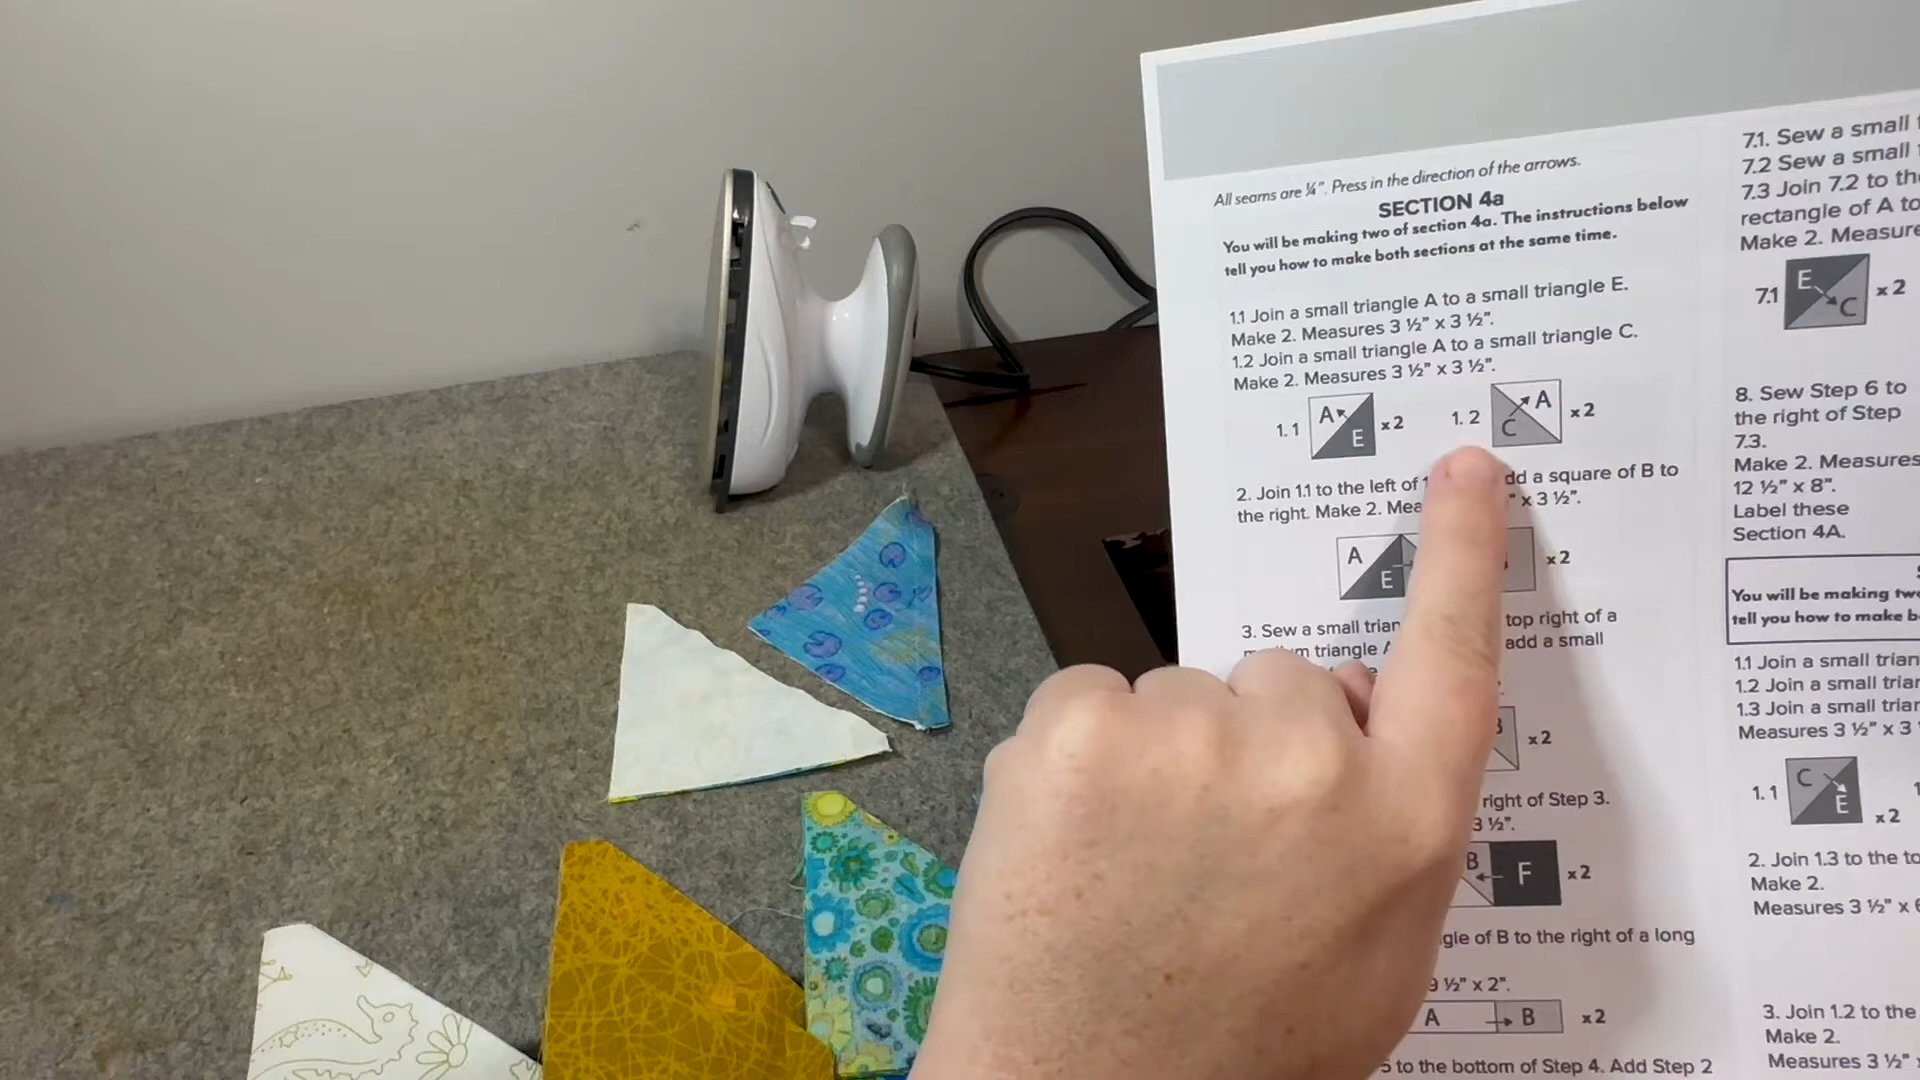 All seams are ¼". Press in the direction of the arrows.
SECTION 4a
You will be making two of section 4a. The instructions below
tell you how to make both sections at the same time.
1.1 Join a small triangle A to a small triangle E.
Make 2. Measures 3 ½" x 3 ½".
1.2 Join a small triangle A to a small triangle C.
Make 2. Measures 3 ½" x 3 ½".
1. 1 A E x 2 1. 2 C A x 2
2. Join 1.1 to the left of dd a square of B to
the right. Make 2. Mea " x 3 ½".
A E x 2
3. Sew a small trian top right of a
m triangle add a small
x 2
right of Step 3.
3 ½".
B F x 2
gle of B to the right of a long
9 ½" x 2".
A B x 2
to the bottom of Step 4. Add Step 2
7.1. Sew a small
7.2 Sew a small
7.3 Join 7.2 to th
rectangle of A to
Make 2. Measure
7.1 E C x 2
8. Sew Step 6 to
the right of Step
7.3.
Make 2. Measures
12 ½" x 8".
Label these
Section 4A.
You will be making tw
tell you how to make b
1.1 Join a small trian
1.2 Join a small triar
1.3 Join a small triar
Measures 3 ½" x 3
1. 1 C E x 2
2. Join 1.3 to the to
Make 2.
Measures 3 ½" x 6
3. Join 1.2 to the
Make 2.
Measures 3 ½"